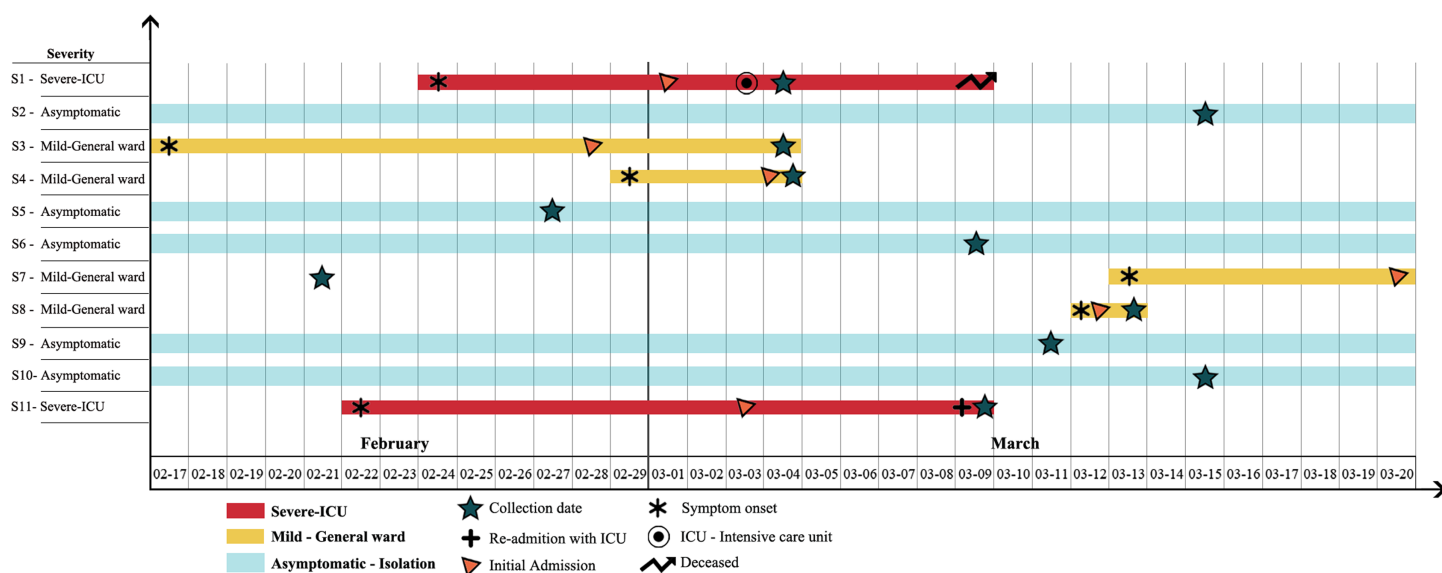 Severity
S1 - Severe-ICU
S2 - Asymptomatic
S3 - Mild-General ward
S4 - Mild-General ward
S5 - Asymptomatic
S6 - Asymptomatic
S7 - Mild-General ward
S8 - Mild-General ward
S9 - Asymptomatic
S10- Asymptomatic
S11- Severe-ICU
February March
02-17 02-18 02-19 02-20 02-21 02-22 02-23 02-24 02-25 02-26 02-27 02-28 02-29 03-01 03-02 03-03 03-04 03-05 03-06 03-07 03-08 03-09 03-10 03-11 03-12 03-13 03-15 03-16 03-17 03-18 03-19 03-20
Severe-ICU Collection date Symptom onset
Mild - General ward Re-admition with ICU ICU - Intensive care unit
Asymptomatic - Isolation Initial Admission Deceased